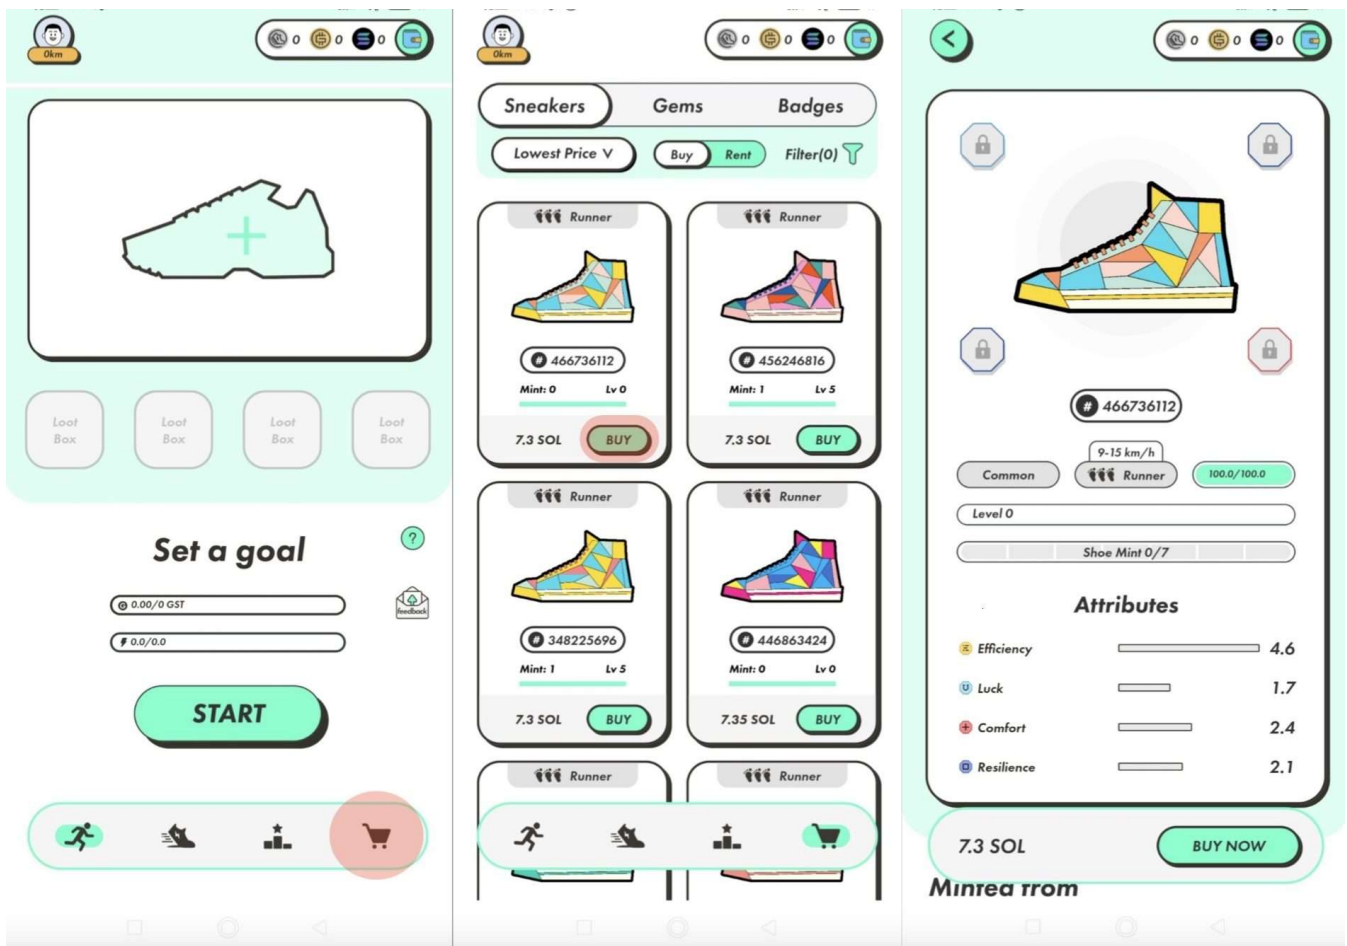 0km
0 0 0
Loot
Box
Loot
Box
Loot
Box
Loot
Box
Set a goal
?
feedback
0.00/0 GST
0.0/0.0
START
0km
0 0 0
Sneakers Gems Badges
Lowest Price Buy Rent Filter(0)
Runner
# 466736112
Mint: 0 Lv 0
7.3 SOL BUY
Runner
# 456246816
Mint: 1 Lv 5
7.3 SOL BUY
Runner
# 348225696
Mint: 1 Lv 5
7.3 SOL BUY
Runner
# 446863424
Mint: 0 Lv 0
7.35 SOL BUY
Runner
Runner
0 0 0
# 466736112
9-15 km/h
Common Runner 100.0/100.0
Level 0
Shoe Mint 0/7
Attributes
Efficiency 4.6
Luck 1.7
Comfort 2.4
Resilience 2.1
7.3 SOL BUY NOW
Minted from